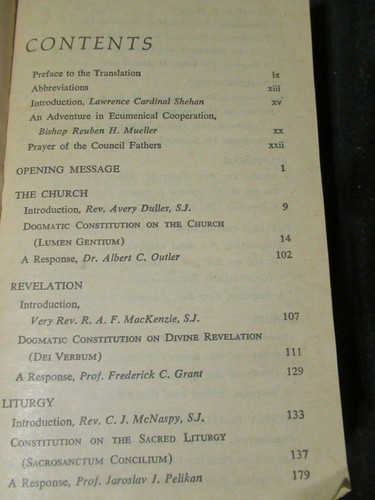 CONTENTS
Preface to the Translation ix
Abbreviations xiii
Introduction, Lawrence Cardinal Shehan xv
An Adventure in Ecumenical Cooperation,
Bishop Reuben H. Mueller xx
Prayer of the Council Fathers xxii
OPENING MESSAGE 1
THE CHURCH
Introduction, Rev. Avery Dulles, S.J. 9
DOGMATIC CONSTITUTION ON THE CHURCH
(LUMEN GENTIUM) 14
A Response, Dr. Albert C. Outler 102
REVELATION
Introduction,
Very Rev. R. A. F. MacKenzie, S.J. 107
DOGMATIC CONSTITUTION ON DIVINE REVELATION
(DEI VERBUM) 111
A Response, Prof. Frederick C. Grant 129
LITURGY
Introduction, Rev. C. J. McNaspy, S.J. 133
CONSTITUTION ON THE SACRED LITURGY
(SACROSANCTUM CONCILIUM) 137
A Response, Prof. Jaroslav J. Pelikan 179